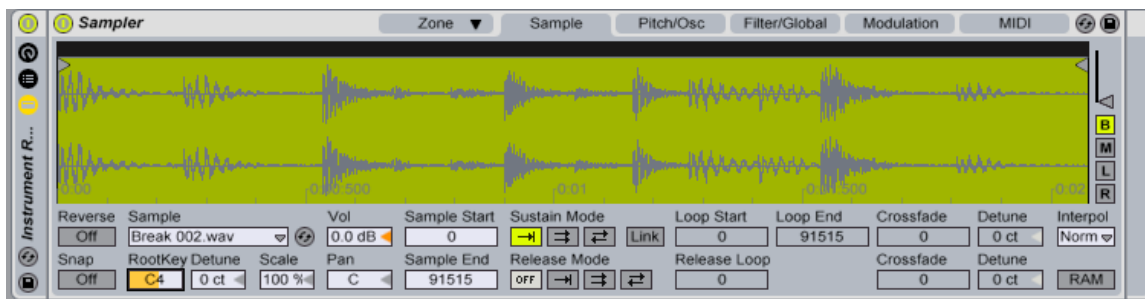 Sampler Zone Sample Pitch/Osc Filter/Global Modulation MIDI
Instrument R...
B
M
L
R
0:00 0:00:500 0:01 0:01:500 0:02
Reverse Sample Vol Sample Start Sustain Mode Loop Start Loop End Crossfade Detune Interpol
Off Break 002.wav 0.0 dB 0 Link 0 91515 0 0 ct Norm
Snap RootKey Detune Scale Pan Sample End Release Mode Release Loop Crossfade Detune
Off C4 0 ct 100 % C 91515 OFF 0 0 0 ct RAM